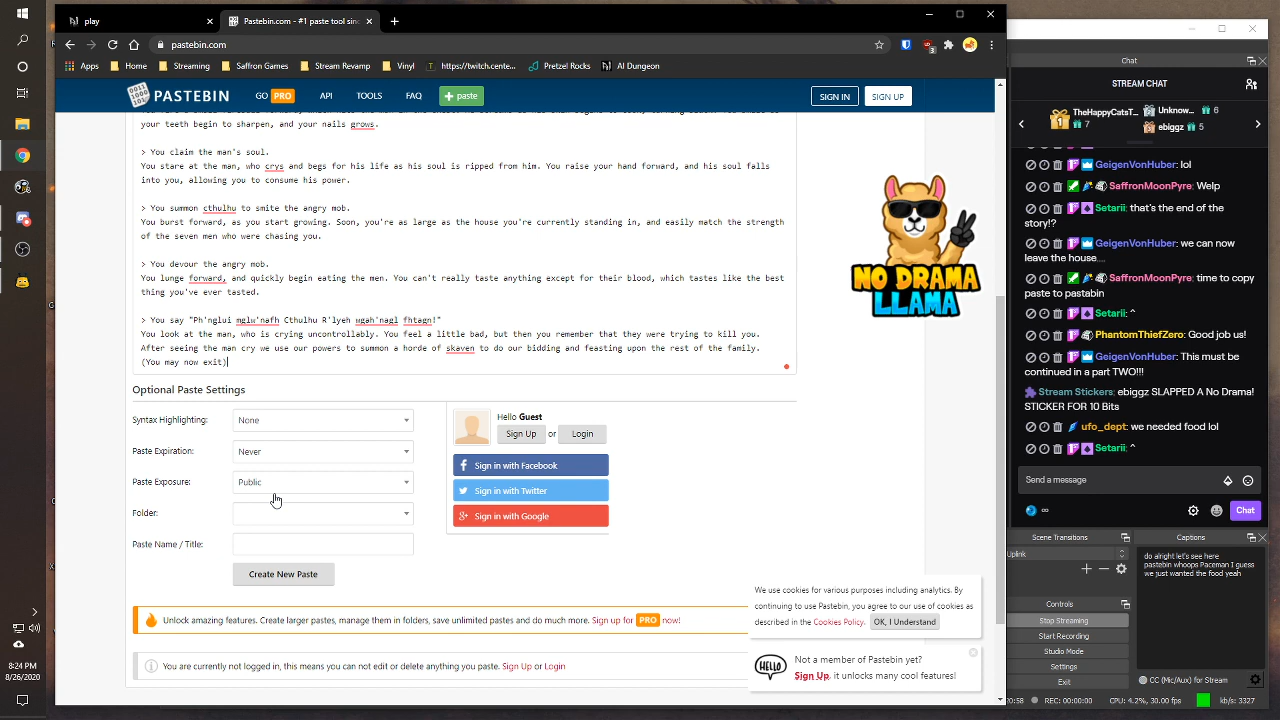 play
Pastebin.com - #1 paste tool sinc
pastebin.com
Apps
Home
Streaming
Saffron Games
Stream Revamp
Vinyl
https://twitch.cente...
Pretzel Rocks
AI Dungeon
PASTEBIN
GO PRO
API
TOOLS
FAQ
+ paste
SIGN IN
SIGN UP
your teeth begin to sharpen, and your nails grows.
> You claim the man's soul.
You stare at the man, who crys and begs for his life as his soul is ripped from him. You raise your hand forward, and his soul falls
into you, allowing you to consume his power.
> You summon cthulhu to smite the angry mob.
You burst forward, as you start growing. Soon, you're as large as the house you're currently standing in, and easily match the strength
of the seven men who were chasing you.
> You devour the angry mob.
You lunge forward, and quickly begin eating the men. You can't really taste anything except for their blood, which tastes like the best
thing you've ever tasted.
> You say "Ph'nglui mglw'nafh Cthulhu R'lyeh wgah'nagl fhtagn!"
You look at the man, who is crying uncontrollably. You feel a little bad, but then you remember that they were trying to kill you.
After seeing the man cry we use our powers to summon a horde of skaven to do our bidding and feasting upon the rest of the family.
(You may now exit)
Optional Paste Settings
Syntax Highlighting:
None
Paste Expiration:
Never
Paste Exposure:
Public
Folder:
Paste Name / Title:
Create New Paste
Hello Guest
Sign Up or Login
Sign in with Facebook
Sign in with Twitter
Sign in with Google
Unlock amazing features. Create larger pastes, manage them in folders, save unlimited pastes and do much more. Sign up for PRO now!
You are currently not logged in, this means you can not edit or delete anything you paste. Sign Up or Login
We use cookies for various purposes including analytics. By
continuing to use Pastebin, you agree to our use of cookies as
described in the Cookies Policy. OK, I Understand
HELLO
Not a member of Pastebin yet?
Sign Up, it unlocks many cool features!
NO DRAMA
LLAMA
Chat
STREAM CHAT
TheHappyCatsT...
7
Unknow...
6
ebiggz
5
GeigenVonHuber: lol
SaffronMoonPyre: Welp
Setarii: that's the end of the
story!?
GeigenVonHuber: we can now
leave the house....
SaffronMoonPyre: time to copy
paste to pastabin
Setarii: ^
PhantomThiefZero: Good job us!
GeigenVonHuber: This must be
continued in a part TWO!!!
Stream Stickers: ebiggz SLAPPED A No Drama!
STICKER FOR 10 Bits
ufo_dept: we needed food lol
Setarii: ^
Send a message
∞
Chat
Scene Transitions
Captions
Uplink
do alright let's see here
pastebin whoops Paceman I guess
we just wanted the food yeah
Controls
Stop Streaming
Start Recording
Studio Mode
Settings
Exit
CC (Mic/Aux) for Stream
REC: 00:00:00
CPU: 4.2%, 30.00 fps
kb/s: 3327
8:24 PM
8/26/2020